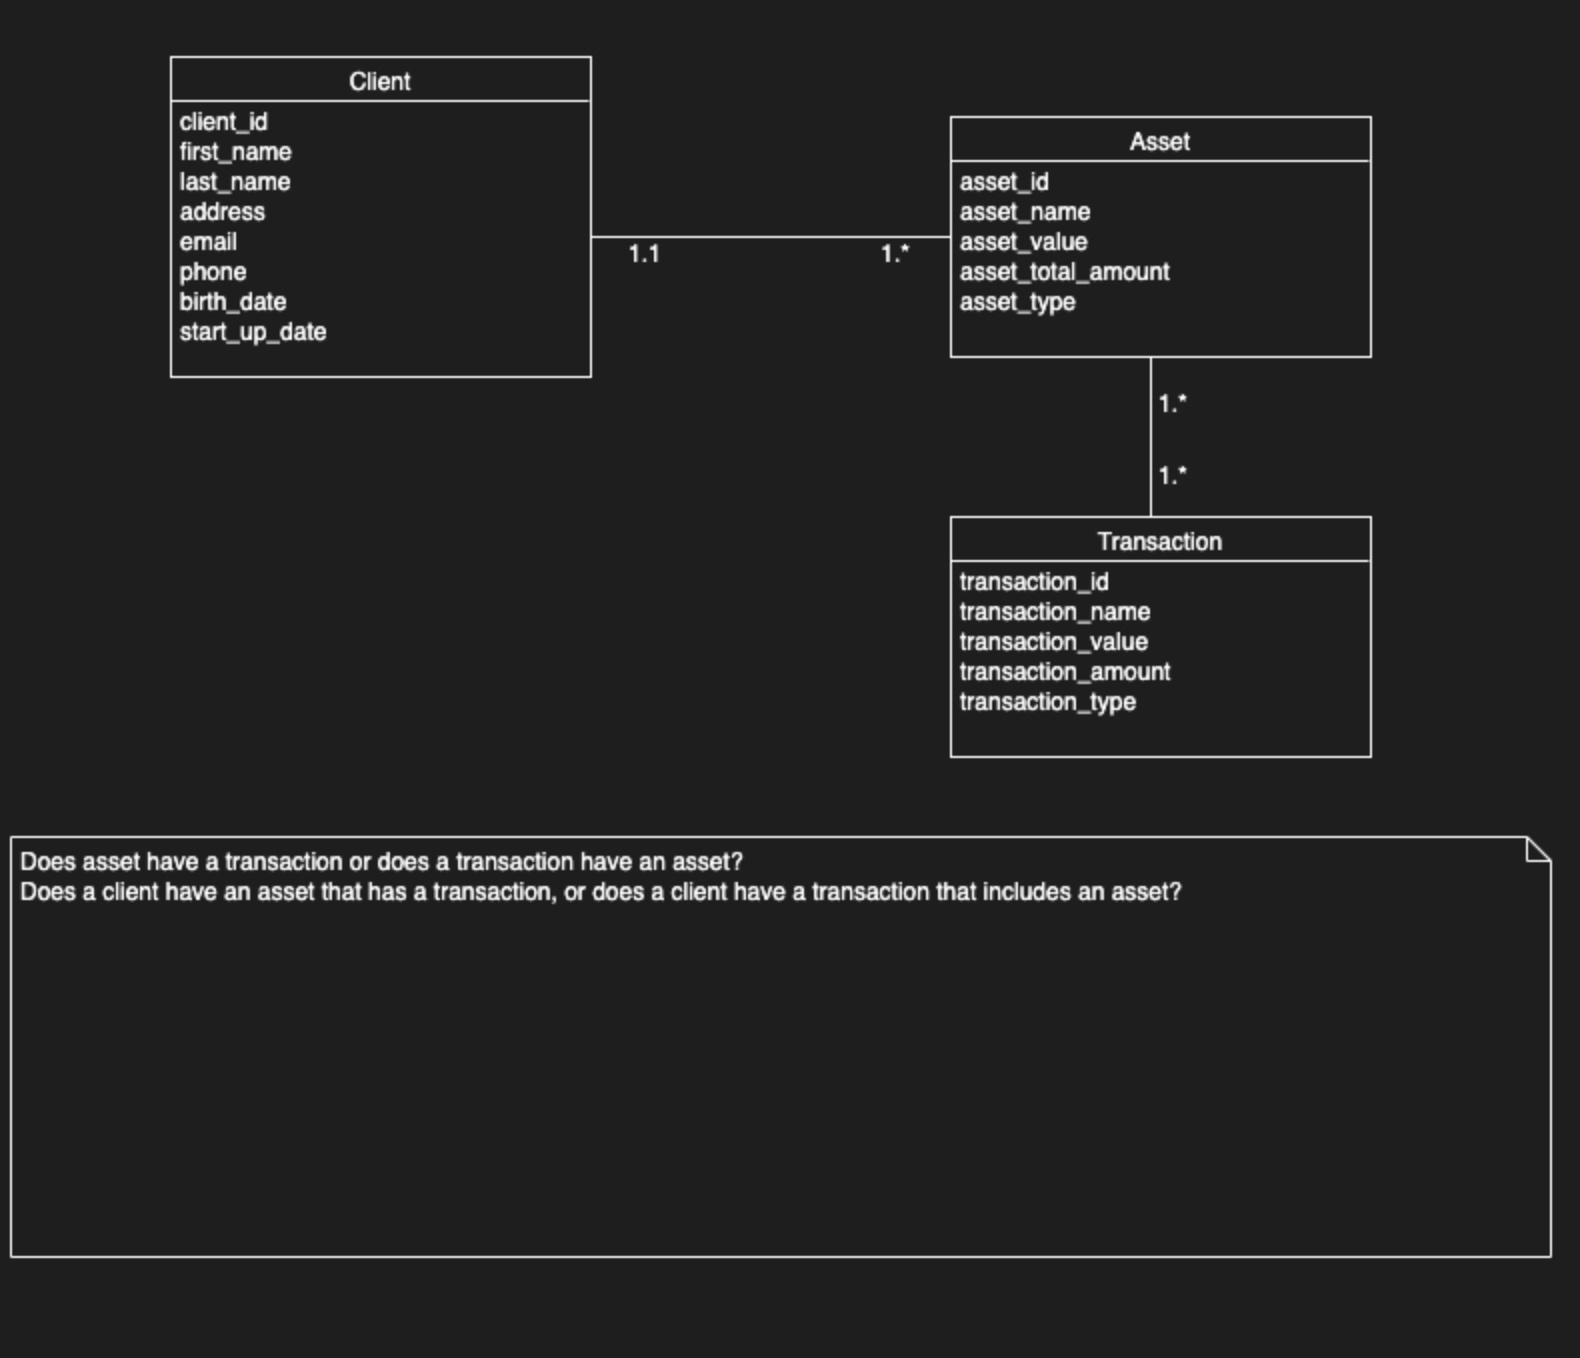 Client
client_id
first_name
last_name
address
email
phone
birth_date
start_up_date
1.1
1.*
Asset
asset_id
asset_name
asset_value
asset_total_amount
asset_type
1.*
1.*
Transaction
transaction_id
transaction_name
transaction_value
transaction_amount
transaction_type
Does asset have a transaction or does a transaction have an asset?
Does a client have an asset that has a transaction, or does a client have a transaction that includes an asset?